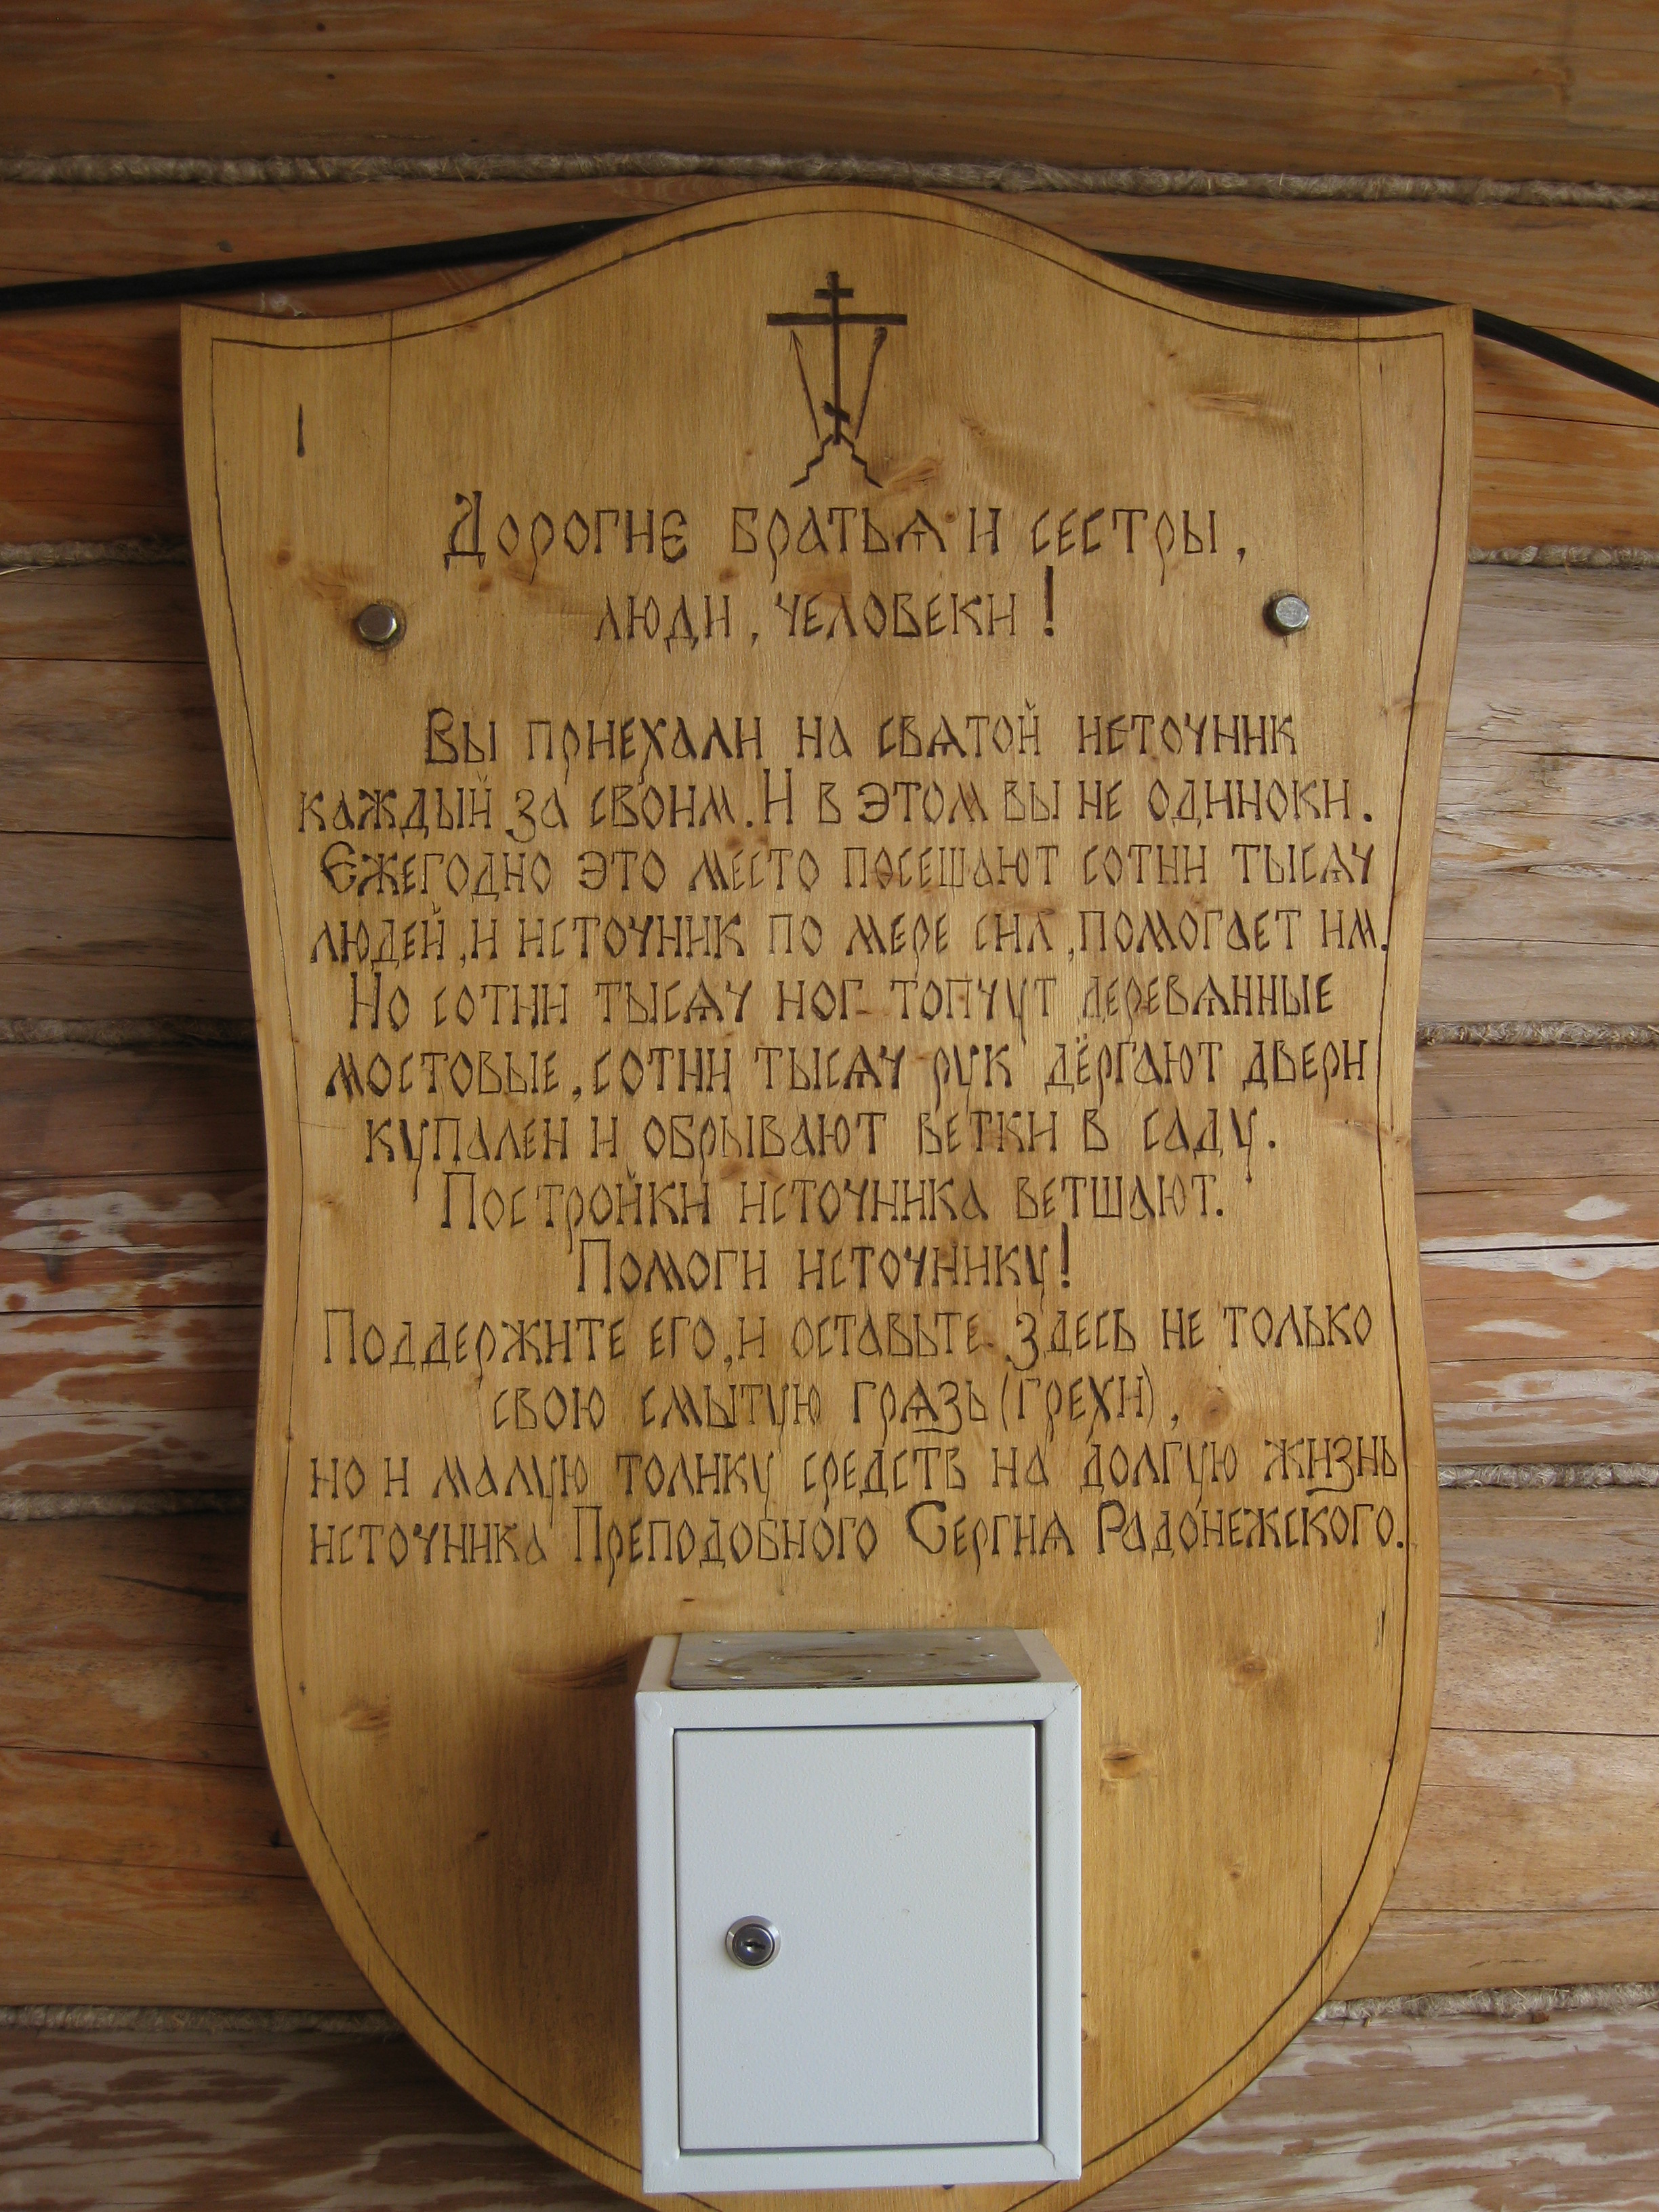 Дорогие братья и сестры,
люди, человеки!
Вы приехали на святой источник
каждый за своим. И в этом вы не одиноки.
Ежегодно это место посещают сотни тысяч
людей, и источник по мере сил, помогает им.
Но сотни тысяч ног топчут деревянные
мостовые, сотни тысяч рук дёргают двери
купален и обрывают ветки в саду.
Постройки источника ветшают.
Помоги источнику!
Поддержите его, и оставьте здесь не только
свою смытую грязь (грехи),
но и малую толику средств на долгую жизнь
источника Преподобного Сергия Радонежского.